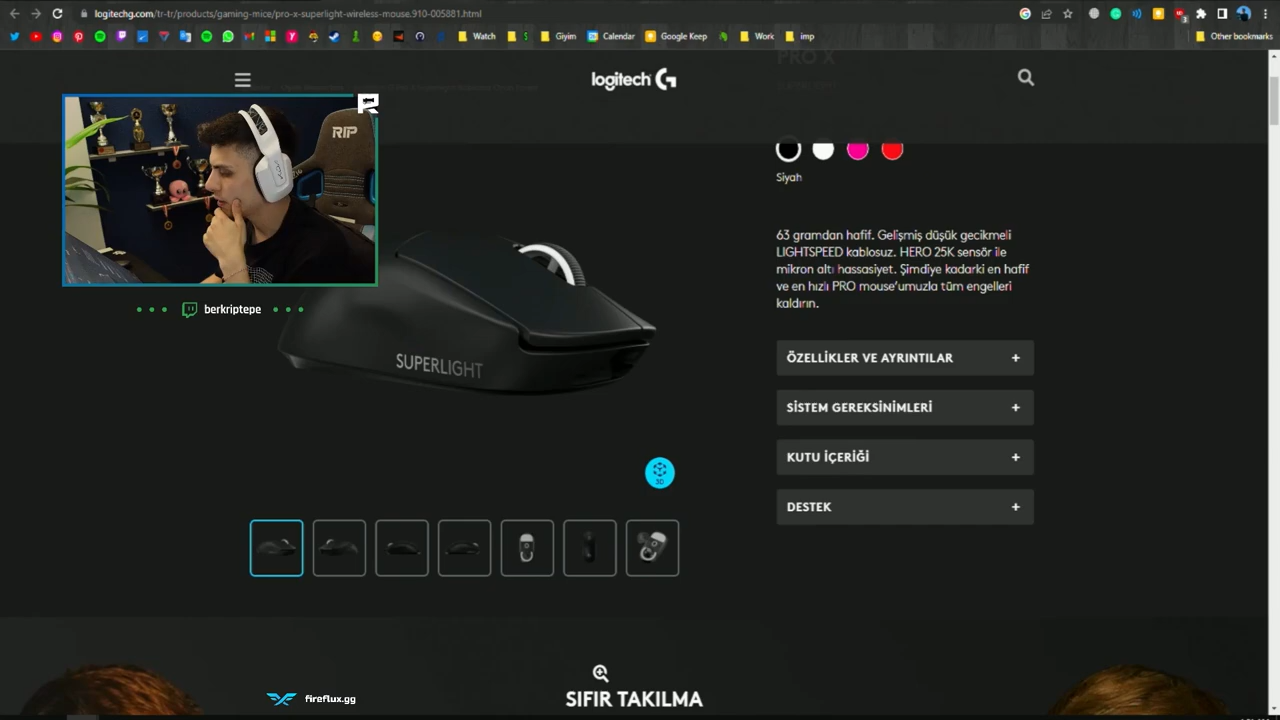 logitechg.com/tr-tr/products/gaming-mice/pro-x-superlight-wireless-mouse.910-005881.html
Watch
$
Giyim
Calendar
Google Keep
Work
imp
Other bookmarks
PRO X
logitech G
RIP
berkriptepe
SUPERLIGHT
3D
Siyah
63 gramdan hafif. Gelişmiş düşük gecikmeli
LIGHTSPEED kablosuz. HERO 25K sensör ile
mikron altı hassasiyet. Şimdiye kadarki en hafif
ve en hızlı PRO mouse'umuzla tüm engelleri
kaldırın.
ÖZELLİKLER VE AYRINTILAR +
SİSTEM GEREKSİNİMLERİ +
KUTU İÇERİĞİ +
DESTEK +
fireflux.gg
SIFIR TAKILMA